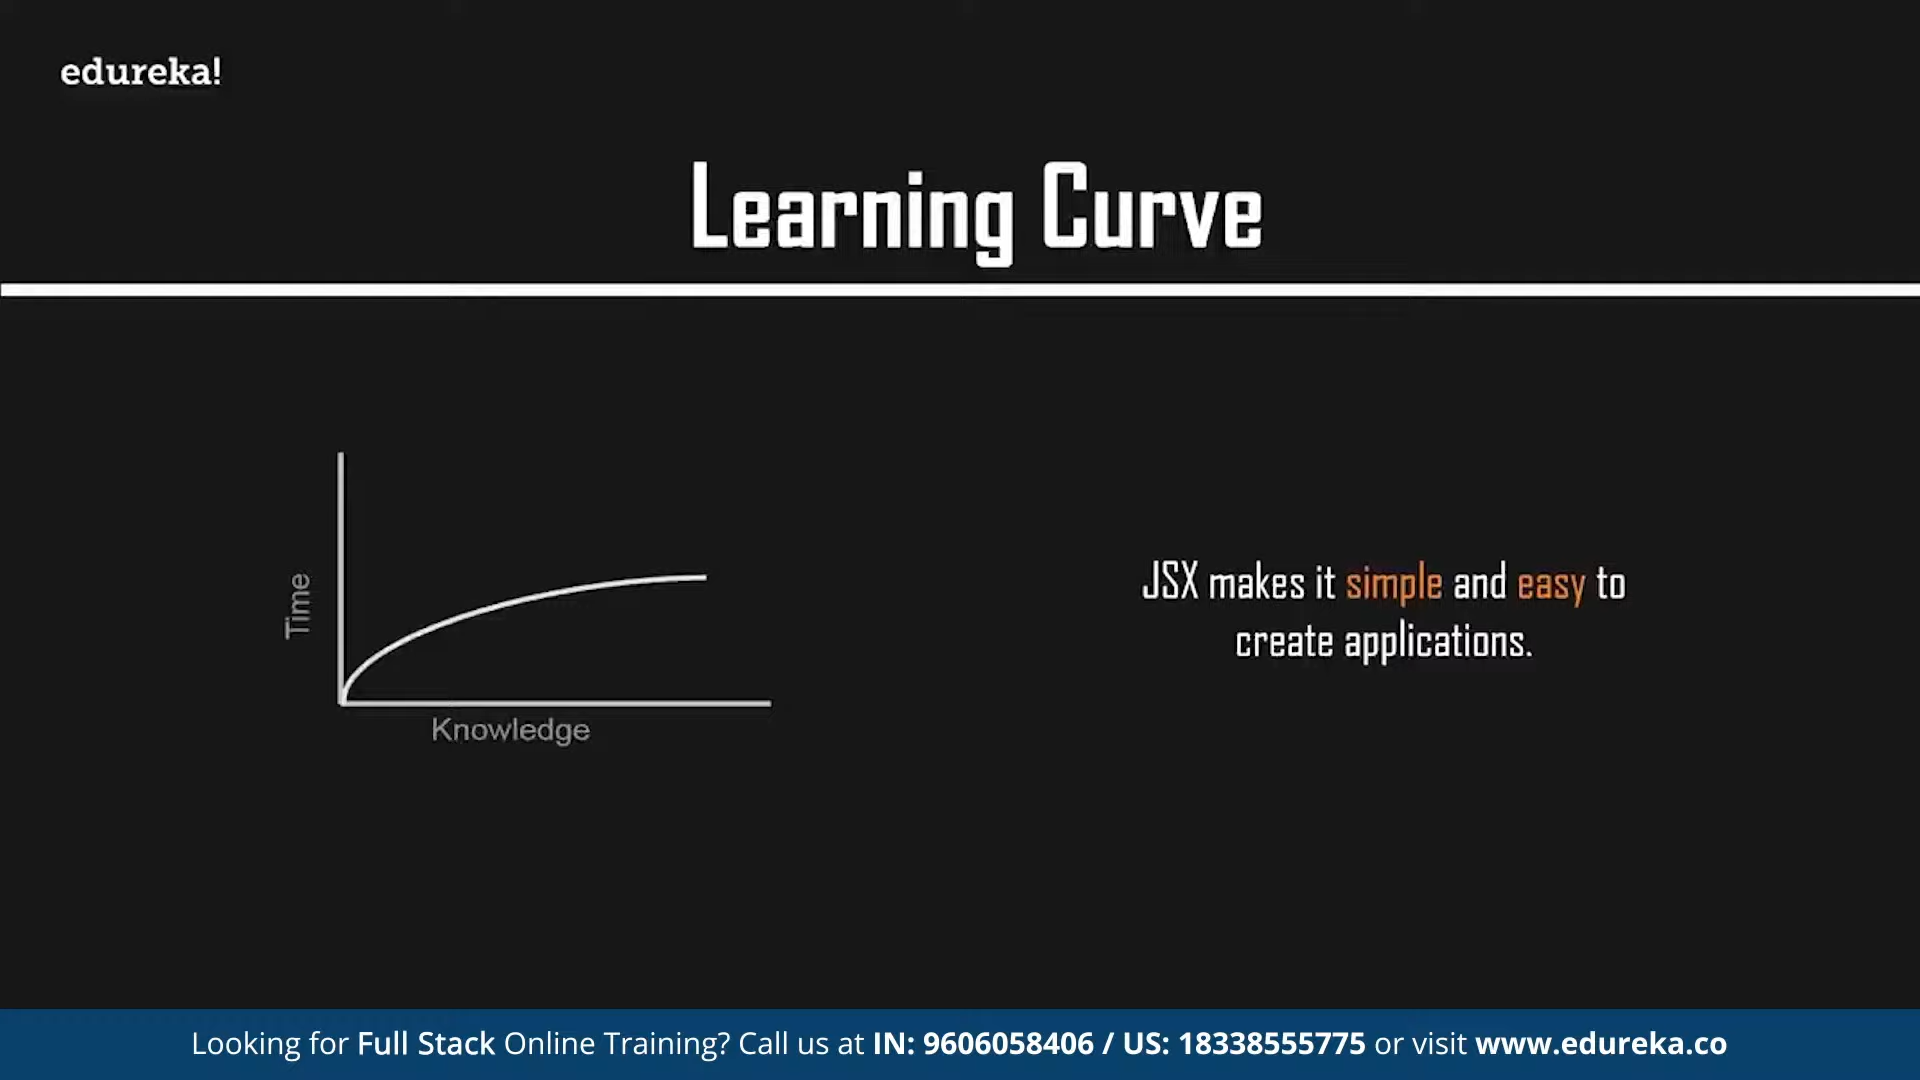 edureka!
Learning Curve
Time
Knowledge
JSX makes it simple and easy to
create applications.
Looking for Full Stack Online Training? Call us at IN: 9606058406 / US: 18338555775 or visit www.edureka.co